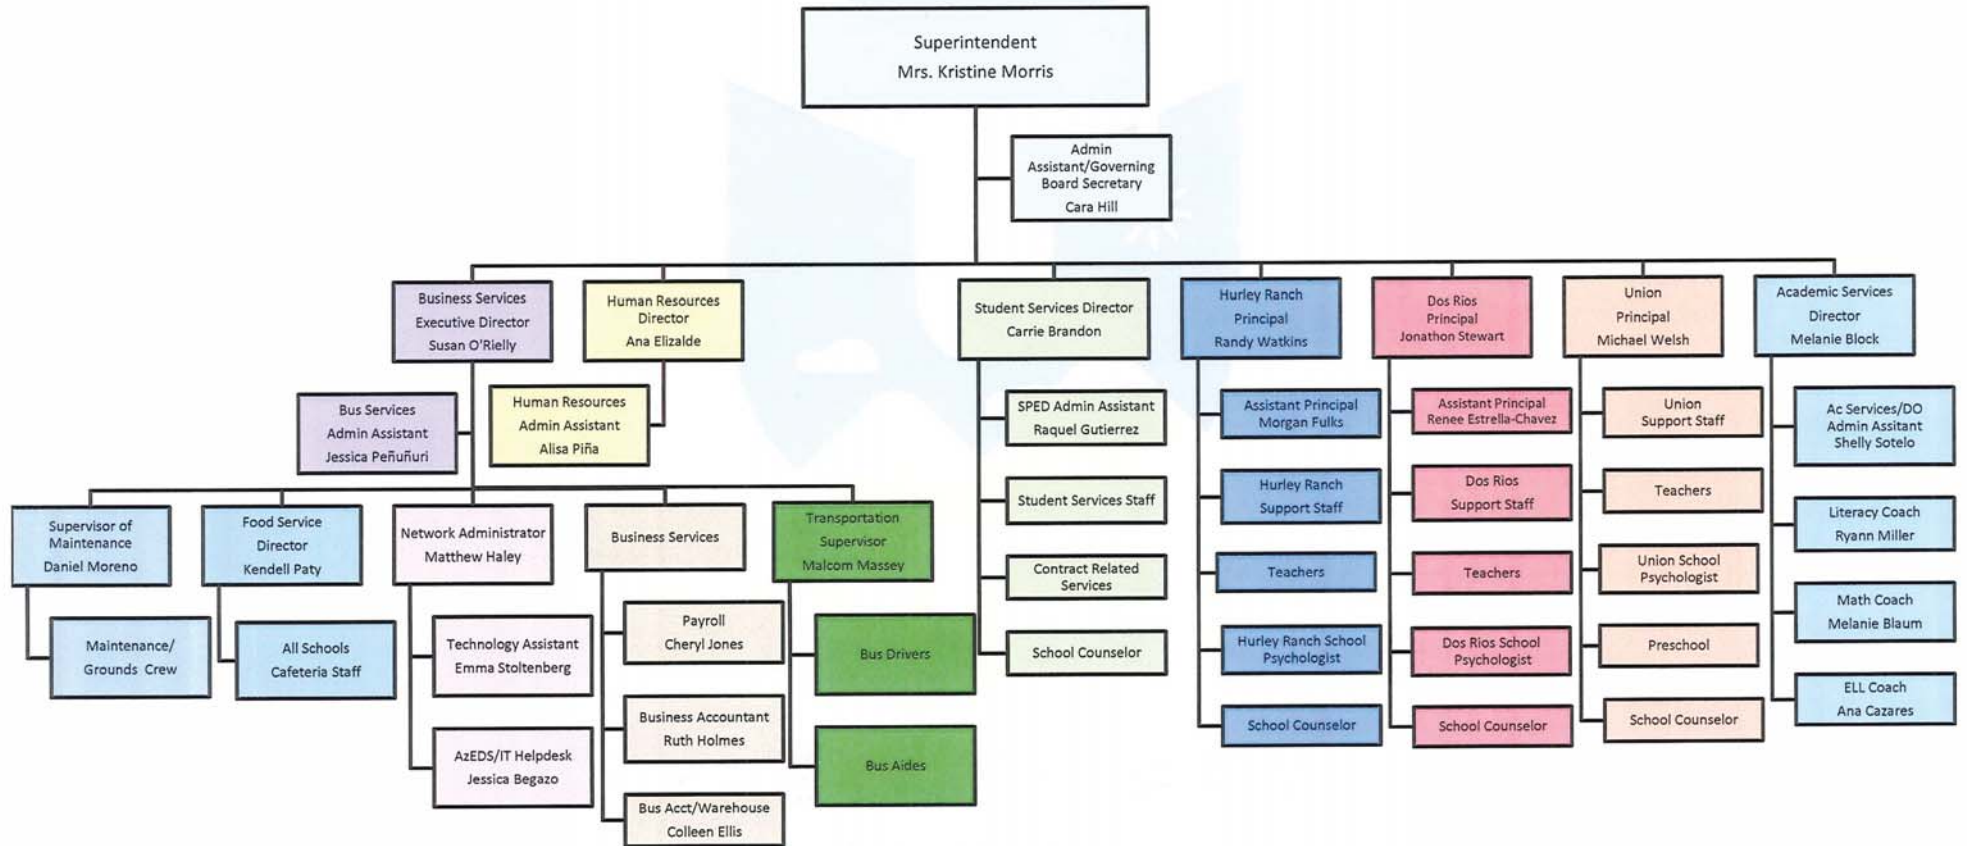 Superintendent
Mrs. Kristine Morris
Admin
Assistant/Governing
Board Secretary
Cara Hill
Business Services
Executive Director
Susan O'Rielly
Human Resources
Director
Ana Elizalde
Student Services Director
Carrie Brandon
Hurley Ranch
Principal
Randy Watkins
Dos Rios
Principal
Jonathon Stewart
Union
Principal
Michael Welsh
Academic Services
Director
Melanie Block
Bus Services
Admin Assistant
Jessica Peñuñuri
Human Resources
Admin Assistant
Alisa Piña
Supervisor of
Maintenance
Daniel Moreno
Food Service
Director
Kendell Paty
Network Administrator
Matthew Haley
Business Services
Transportation
Supervisor
Malcom Massey
Maintenance/
Grounds Crew
All Schools
Cafeteria Staff
Technology Assistant
Emma Stoltenberg
AzEDS/IT Helpdesk
Jessica Begazo
Payroll
Cheryl Jones
Business Accountant
Ruth Holmes
Bus Acct/Warehouse
Colleen Ellis
Bus Drivers
Bus Aides
SPED Admin Assistant
Raquel Gutierrez
Student Services Staff
Contract Related
Services
School Counselor
Assistant Principal
Morgan Fulks
Hurley Ranch
Support Staff
Teachers
Hurley Ranch School
Psychologist
School Counselor
Assistant Principal
Renee Estrella-Chavez
Dos Rios
Support Staff
Teachers
Dos Rios School
Psychologist
School Counselor
Union
Support Staff
Teachers
Union School
Psychologist
Preschool
School Counselor
Ac Services/DO
Admin Assitant
Shelly Sotelo
Literacy Coach
Ryann Miller
Math Coach
Melanie Blaum
ELL Coach
Ana Cazares